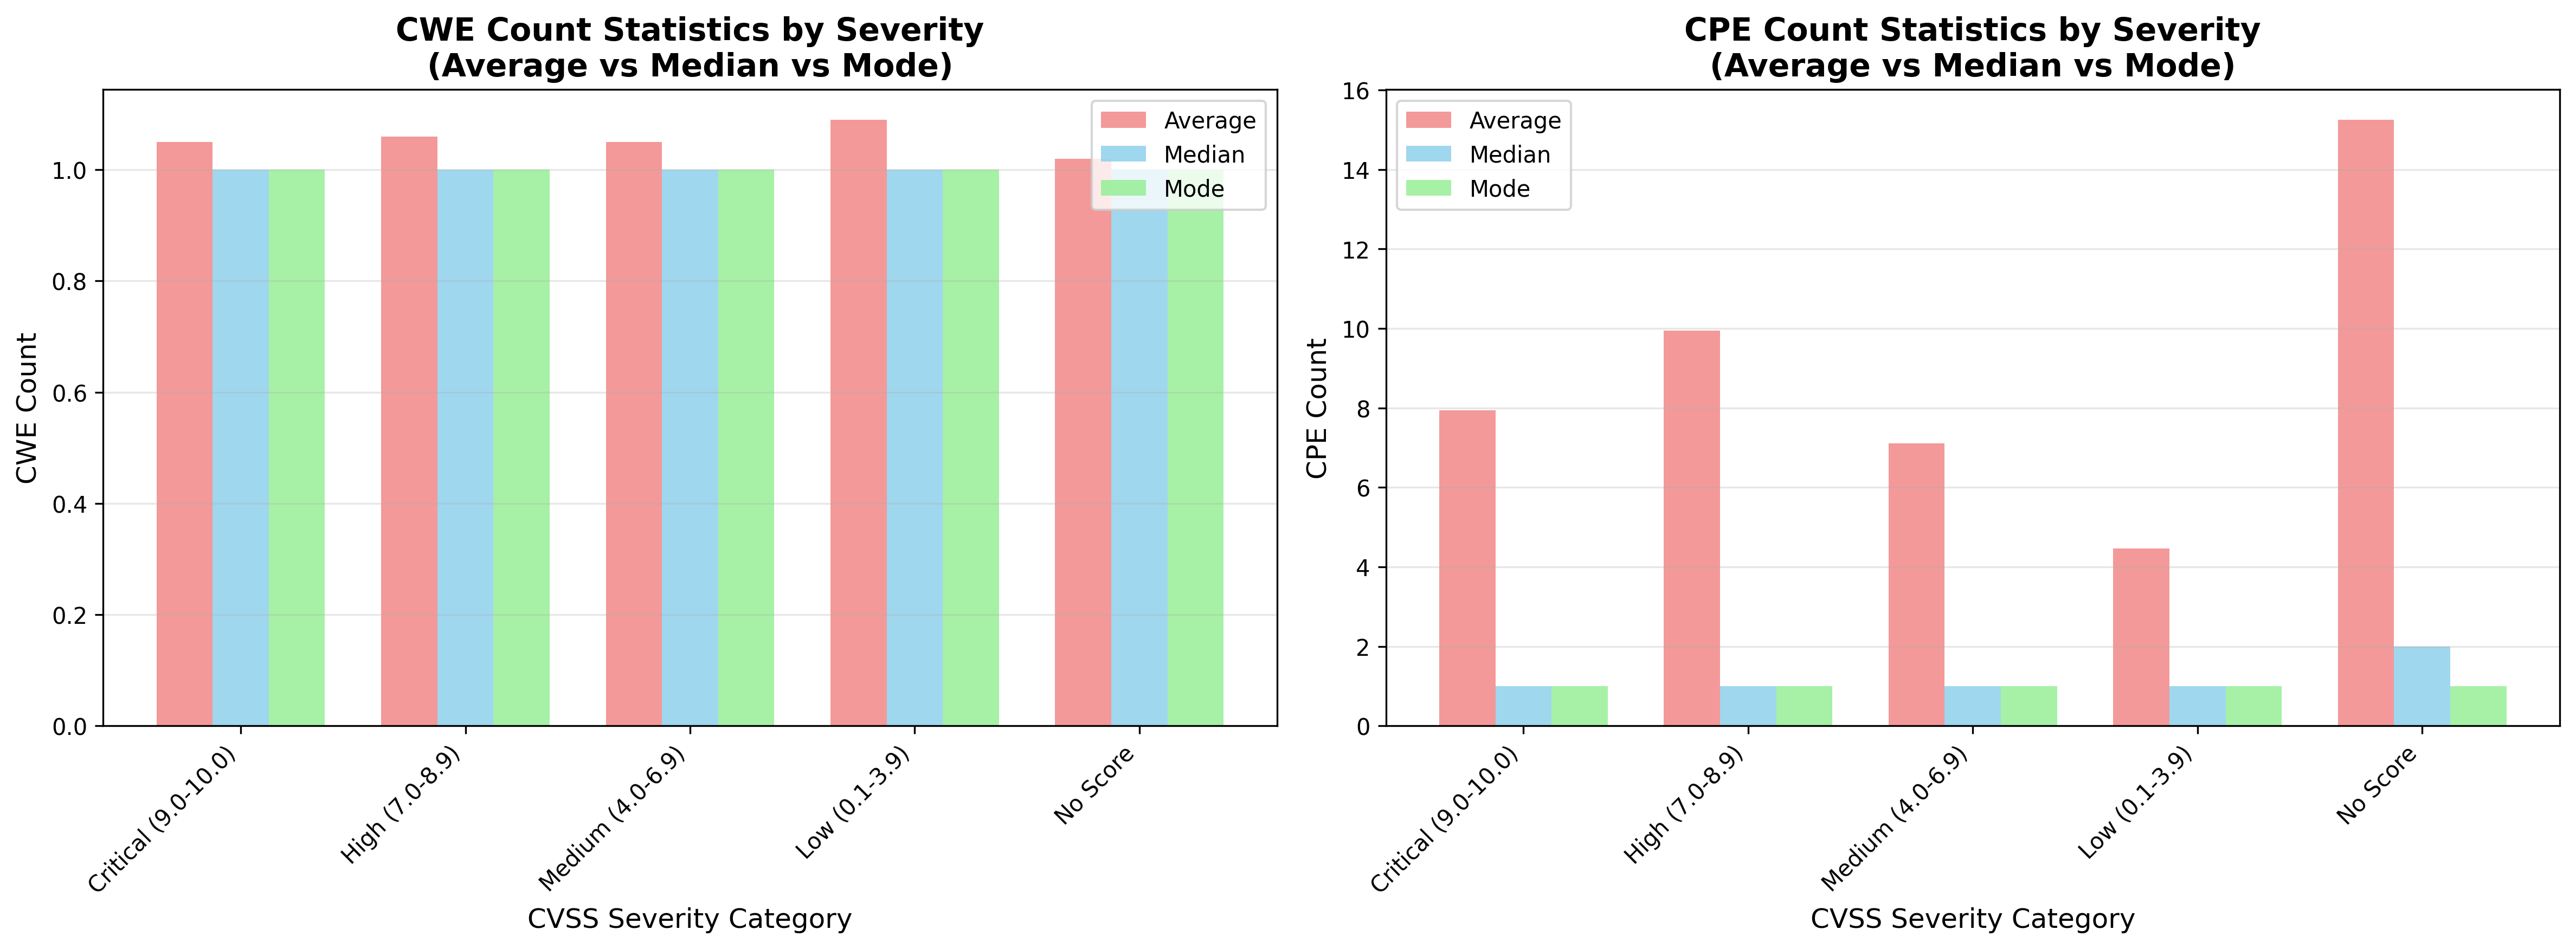 CWE Count Statistics by Severity
(Average vs Median vs Mode)
Average
Median
Mode
1.0
0.8
0.6
0.4
0.2
0.0
CWE Count
Critical (9.0-10.0)
High (7.0-8.9)
Medium (4.0-6.9)
Low (0.1-3.9)
No Score
CVSS Severity Category
CPE Count Statistics by Severity
(Average vs Median vs Mode)
Average
Median
Mode
16
14
12
10
8
6
4
2
0
CPE Count
Critical (9.0-10.0)
High (7.0-8.9)
Medium (4.0-6.9)
Low (0.1-3.9)
No Score
CVSS Severity Category